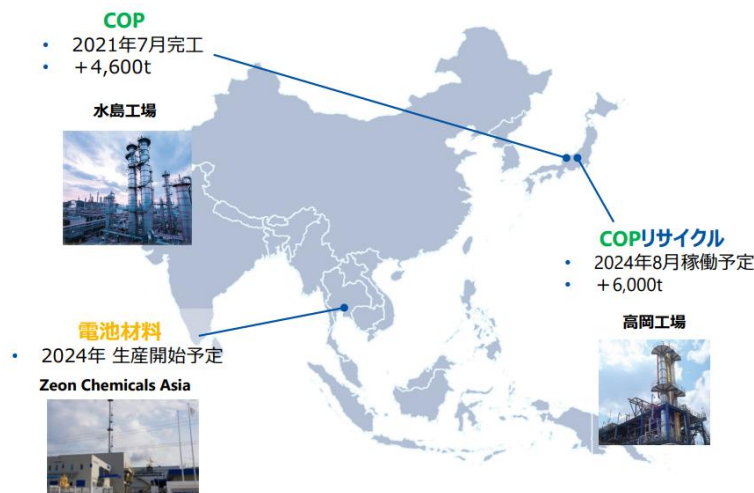 COP
• 2021年7月完工
• +4,600t
水島工場
COPリサイクル
• 2024年8月稼働予定
• +6,000t
高岡工場
電池材料
• 2024年 生産開始予定
Zeon Chemicals Asia